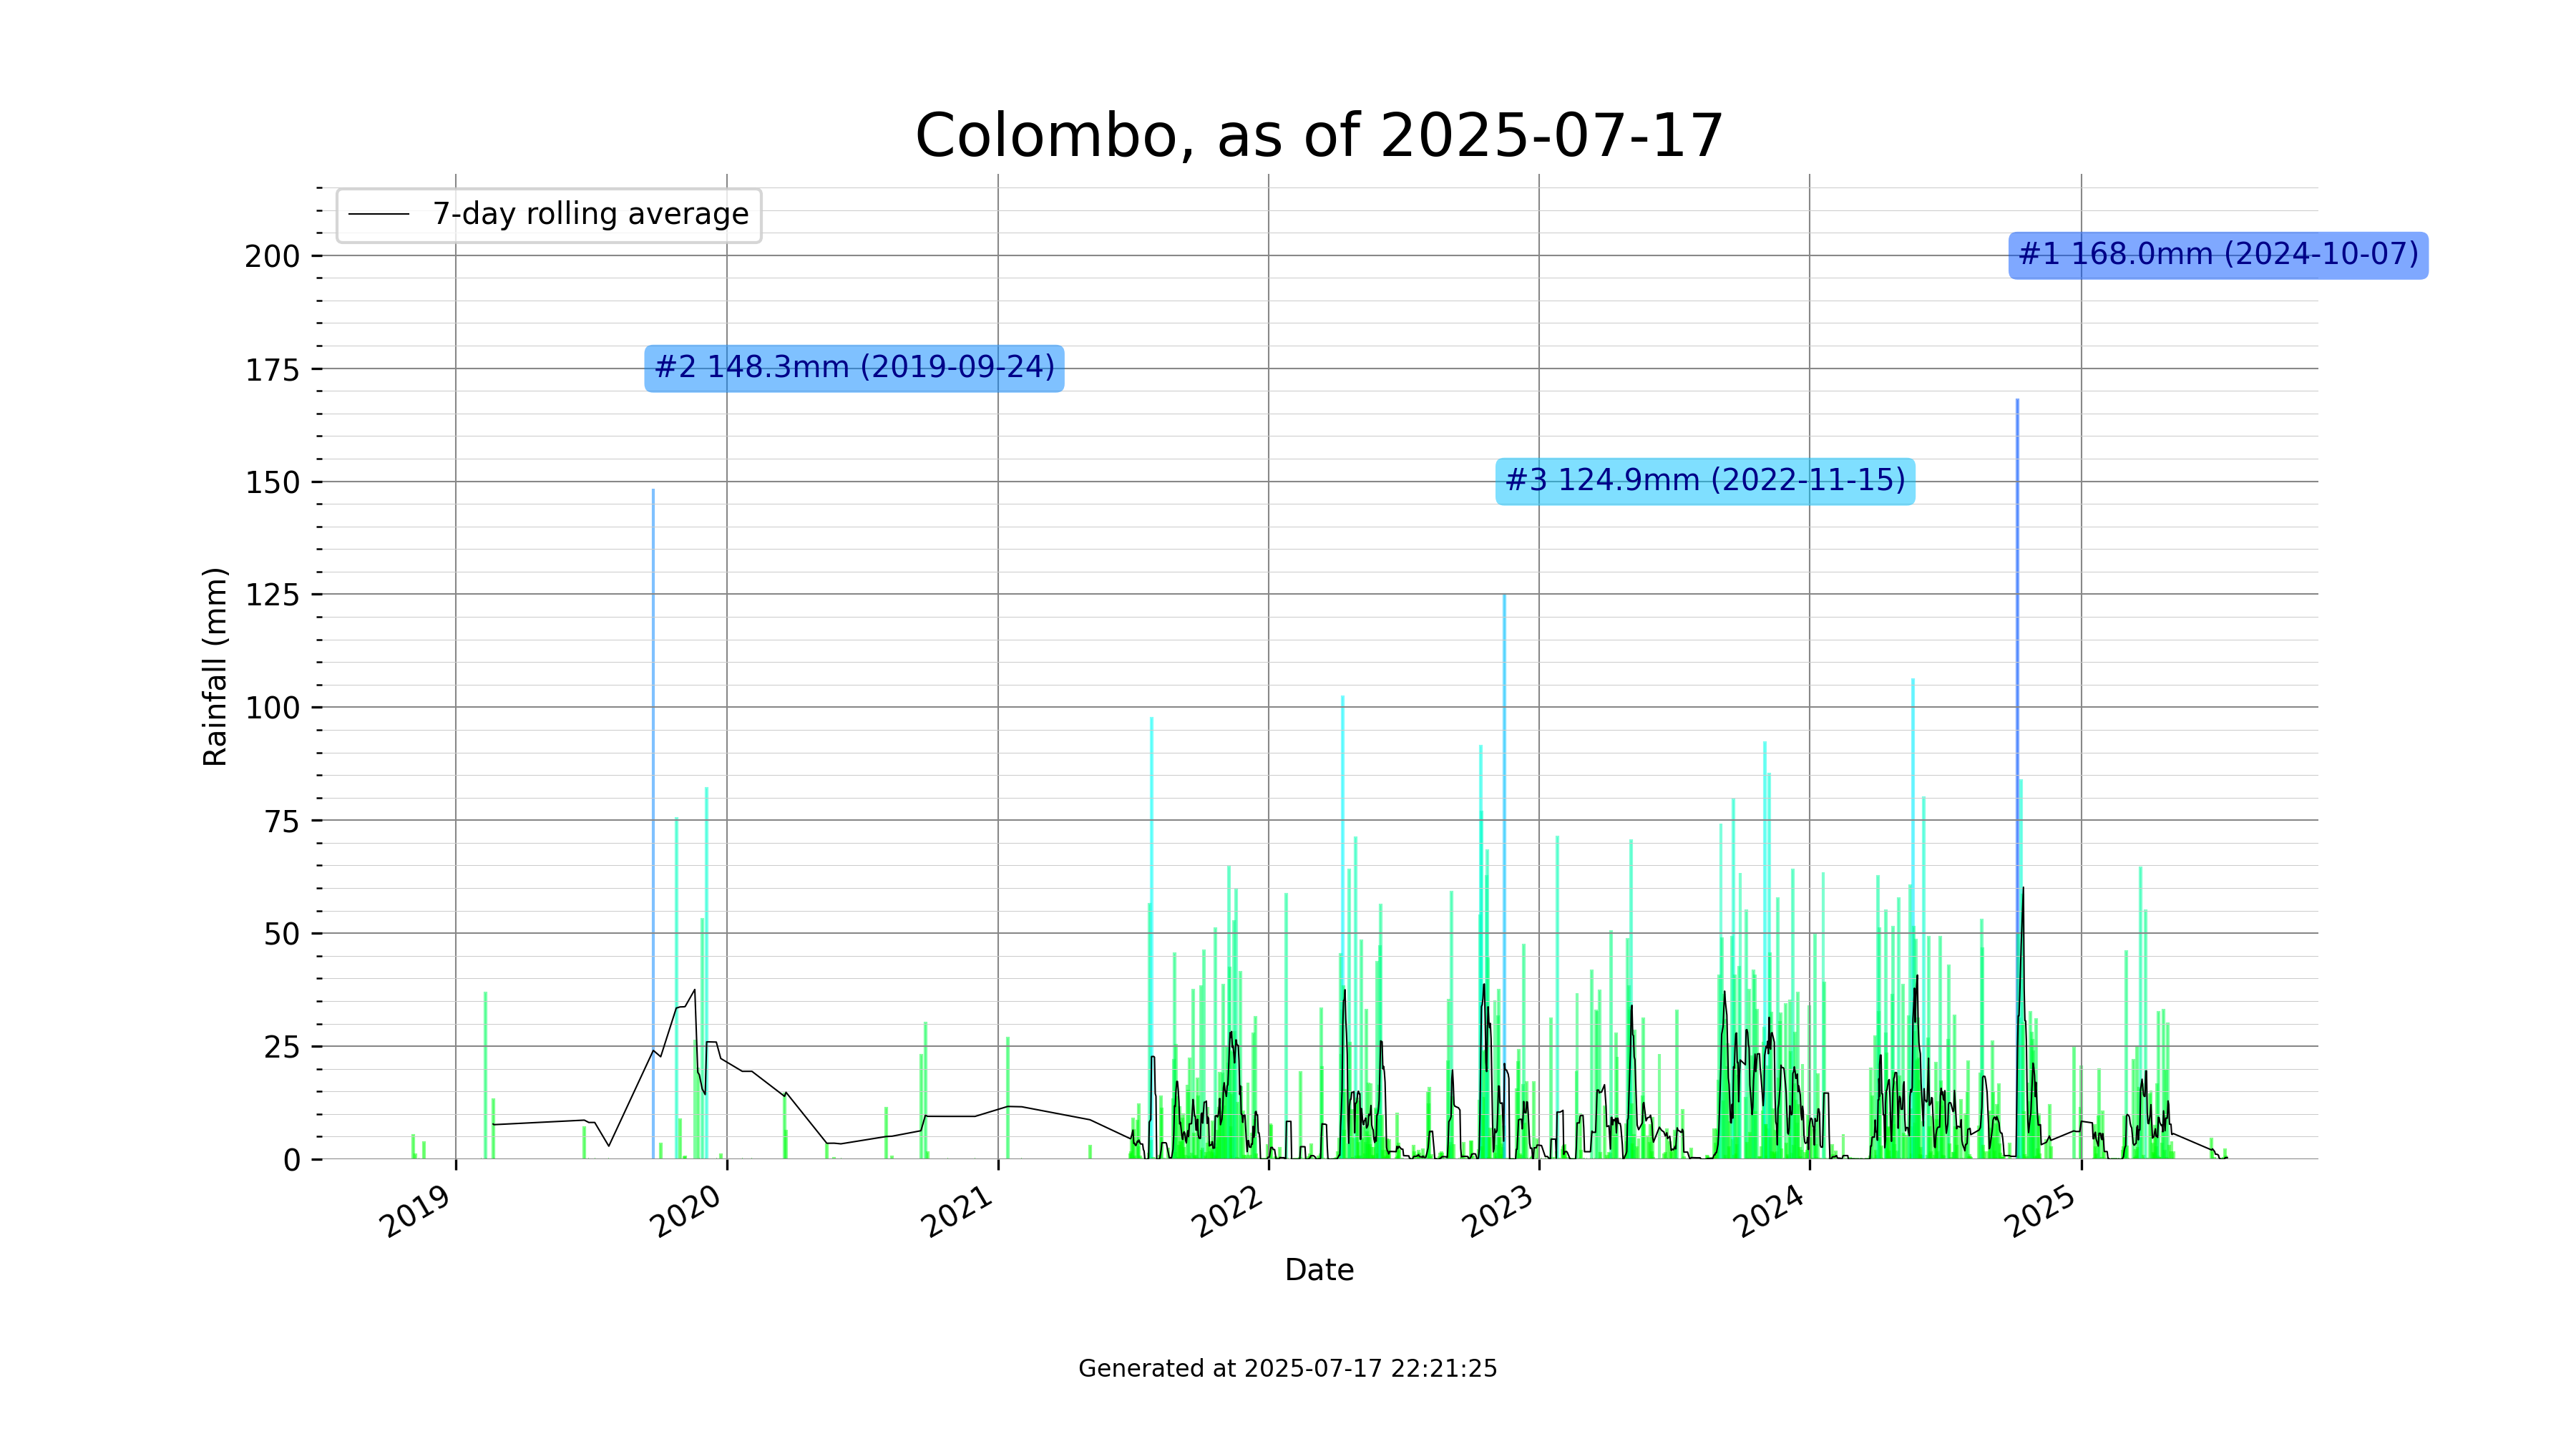 Colombo, as of 2025-07-17
7-day rolling average
#1 168.0mm (2024-10-07)
#2 148.3mm (2019-09-24)
#3 124.9mm (2022-11-15)
Rainfall (mm)
200
175
150
125
100
75
50
25
0
2019
2020
2021
2022
2023
2024
2025
Date
Generated at 2025-07-17 22:21:25